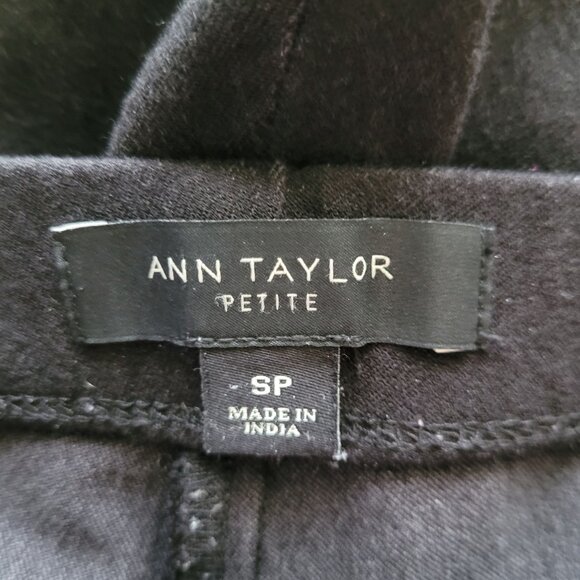 ANN TAYLOR
PETITE
SP
MADE IN
INDIA